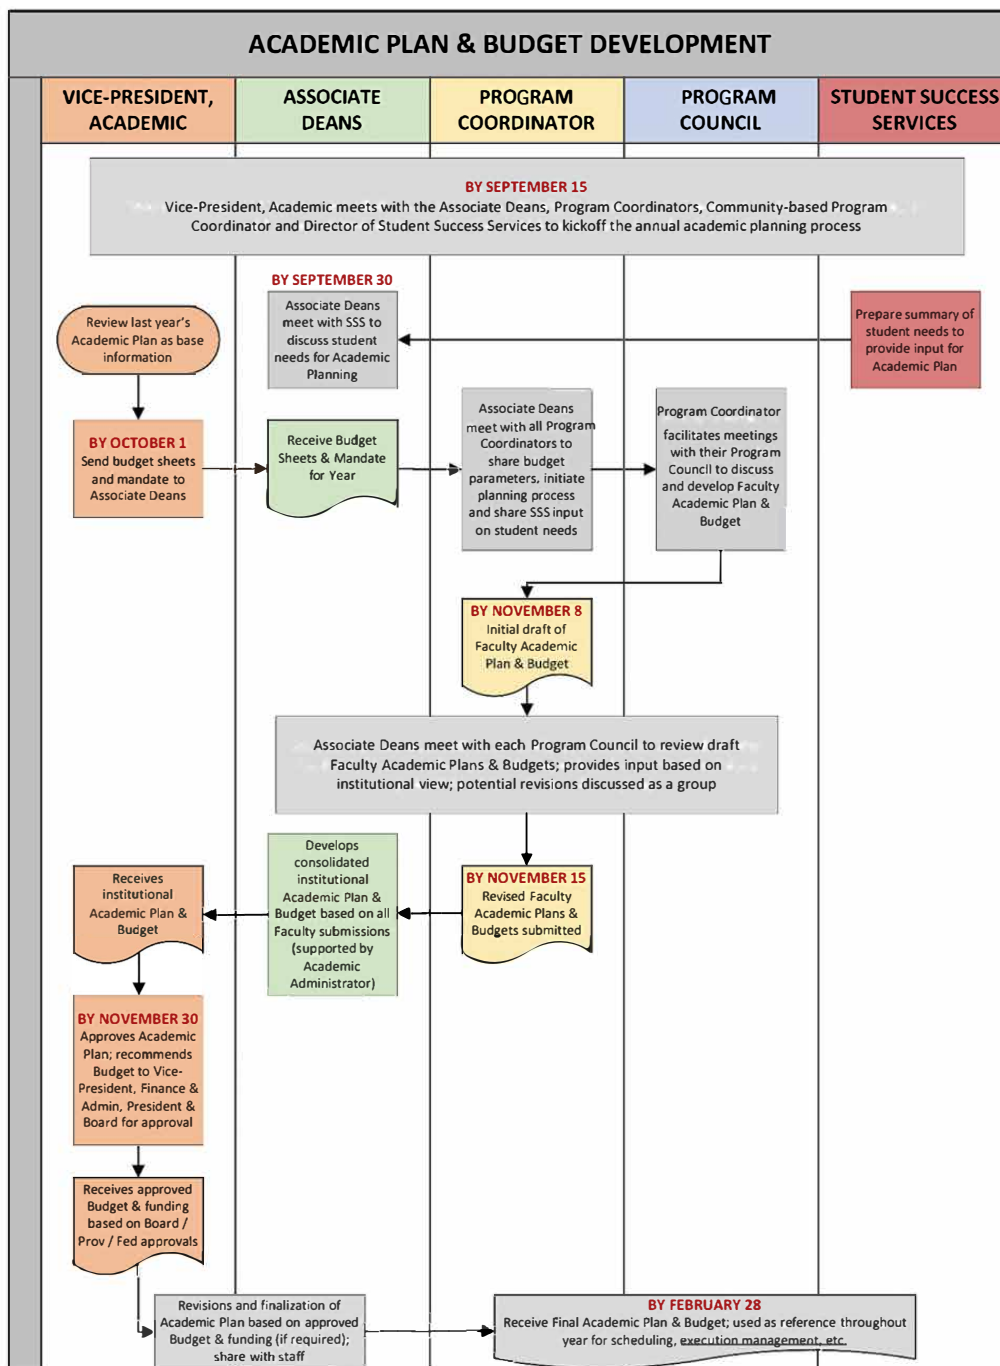 ACADEMIC PLAN & BUDGET DEVELOPMENT
VICE-PRESIDENT,
ACADEMIC
ASSOCIATE
DEANS
PROGRAM
COORDINATOR
PROGRAM
COUNCIL
STUDENT SUCCESS
SERVICES
BY SEPTEMBER 15
Vice-President, Academic meets with the Associate Deans, Program Coordinators, Community-based Program
Coordinator and Director of Student Success Services to kickoff the annual academic planning process
Review last year's
Academic Plan as base
information
BY SEPTEMBER 30
Associate Deans
meet with SSS to
discuss student
needs for Academic
Planning
Prepare summary of
student needs to
provide input for
Academic Plan
BY OCTOBER 1
Send budget sheets
and mandate to
Associate Deans
Receive Budget
Sheets & Mandate
for Year
Associate Deans
meet with all Program
Coordinators to
share budget
parameters, initiate
planning process
and share SSS input
on student needs
Program Coordinator
facilitates meetings
with their Program
Council to discuss
and develop Faculty
Academic Plan &
Budget
BY NOVEMBER 8
Initial draft of
Faculty Academic
Plan & Budget
Associate Deans meet with each Program Council to review draft
Faculty Academic Plans & Budgets; provides input based on
institutional view; potential revisions discussed as a group
BY NOVEMBER 15
Revised Faculty
Academic Plans &
Budgets submitted
Develops
consolidated
institutional
Academic Plan &
Budget based on all
Faculty submissions
(supported by
Academic
Administrator)
Receives
institutional
Academic Plan &
Budget
BY NOVEMBER 30
Approves Academic
Plan; recommends
Budget to Vice-
President, Finance &
Admin, President &
Board for approval
Receives approved
Budget & funding
based on Board /
Prov / Fed approvals
Revisions and finalization of
Academic Plan based on approved
Budget & funding (if required);
share with staff
BY FEBRUARY 28
Receive Final Academic Plan & Budget; used as reference throughout
year for scheduling, execution management, etc.